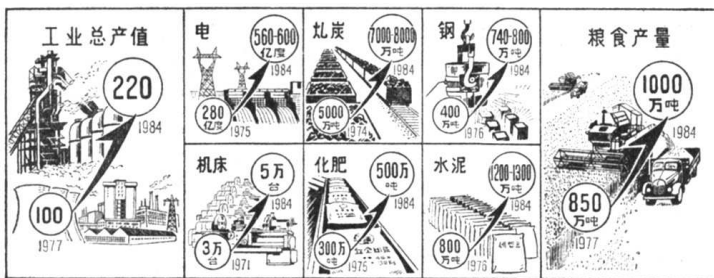 工业总产值
220
1984
100
1977
电
560-600
亿度
1984
280
亿度
1975
炭
7000-8000
万吨
1984
5000
万吨
1974
钢
740-800
万吨
1984
400
万吨
1976
机床
5万
台
1984
3万
台
1971
化肥
500万
吨
1984
300万
吨
1975
水泥
1200-1300
万吨
1984
800
万吨
1976
粮食产量
1000
万吨
1984
850
万吨
1977